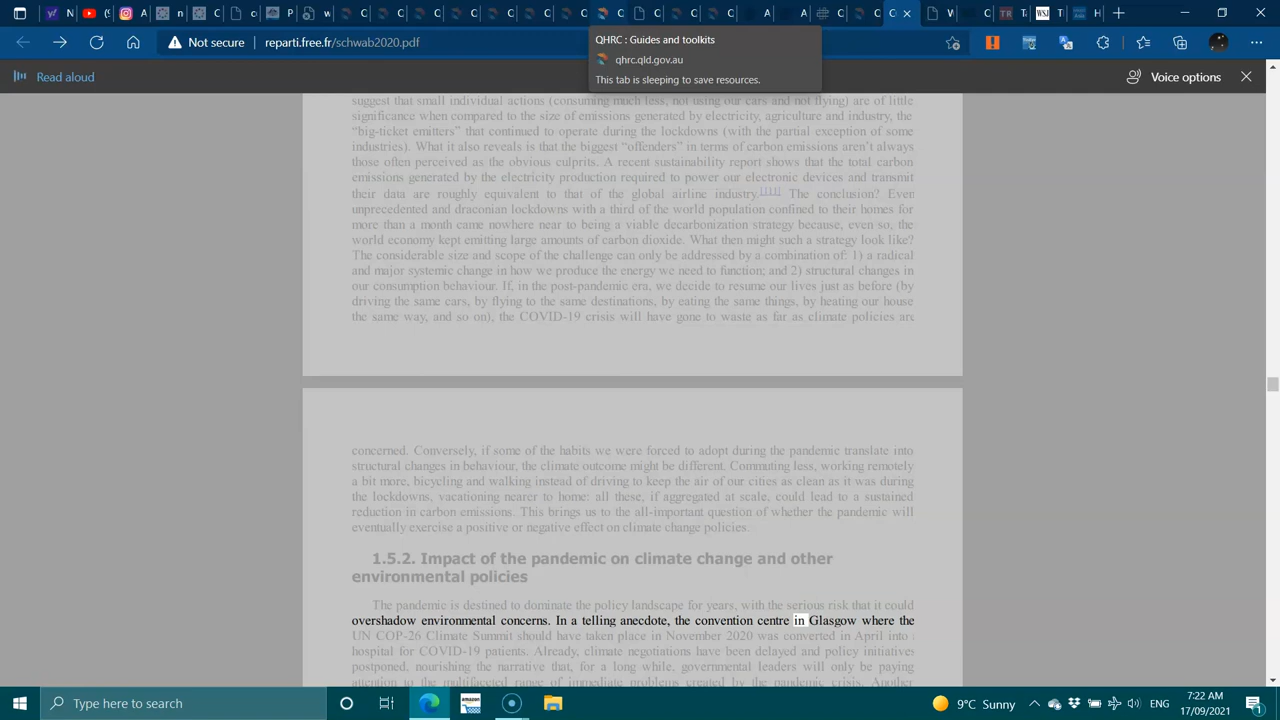 N
A
n
A
C
P
w
C
C
C
C
C
C
C
C
C
C
A
A
C
C
W
C
TR
T
WSJ
T
H
QHRC : Guides and toolkits
qhrc.qld.gov.au
This tab is sleeping to save resources.
Not secure
reparti.free.fr/schwab2020.pdf
Read aloud
Voice options
suggest that small individual actions (consuming much less, not using our cars and not flying) are of little
significance when compared to the size of emissions generated by electricity, agriculture and industry, the
“big-ticket emitters” that continued to operate during the lockdowns (with the partial exception of some
industries). What it also reveals is that the biggest “offenders” in terms of carbon emissions aren’t always
those often perceived as the obvious culprits. A recent sustainability report shows that the total carbon
emissions generated by the electricity production required to power our electronic devices and transmit
their data are roughly equivalent to that of the global airline industry.[111] The conclusion? Even
unprecedented and draconian lockdowns with a third of the world population confined to their homes for
more than a month came nowhere near to being a viable decarbonization strategy because, even so, the
world economy kept emitting large amounts of carbon dioxide. What then might such a strategy look like?
The considerable size and scope of the challenge can only be addressed by a combination of: 1) a radical
and major systemic change in how we produce the energy we need to function; and 2) structural changes in
our consumption behaviour. If, in the post-pandemic era, we decide to resume our lives just as before (by
driving the same cars, by flying to the same destinations, by eating the same things, by heating our house
the same way, and so on), the COVID-19 crisis will have gone to waste as far as climate policies are
concerned. Conversely, if some of the habits we were forced to adopt during the pandemic translate into
structural changes in behaviour, the climate outcome might be different. Commuting less, working remotely
a bit more, bicycling and walking instead of driving to keep the air of our cities as clean as it was during
the lockdowns, vacationing nearer to home: all these, if aggregated at scale, could lead to a sustained
reduction in carbon emissions. This brings us to the all-important question of whether the pandemic will
eventually exercise a positive or negative effect on climate change policies.
1.5.2. Impact of the pandemic on climate change and other
environmental policies
The pandemic is destined to dominate the policy landscape for years, with the serious risk that it could
overshadow environmental concerns. In a telling anecdote, the convention centre in Glasgow where the
UN COP-26 Climate Summit should have taken place in November 2020 was converted in April into
hospital for COVID-19 patients. Already, climate negotiations have been delayed and policy initiatives
postponed, nourishing the narrative that, for a long while, governmental leaders will only be paying
attention to the multifaceted range of immediate problems created by the pandemic crisis. Another
Type here to search
amazon
9°C Sunny
7:22 AM
17/09/2021
1